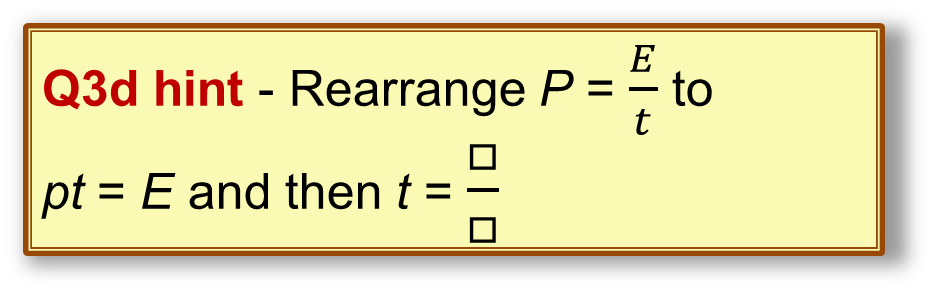 Q3d hint - Rearrange P = E/t to
pt = E and then t = □/□